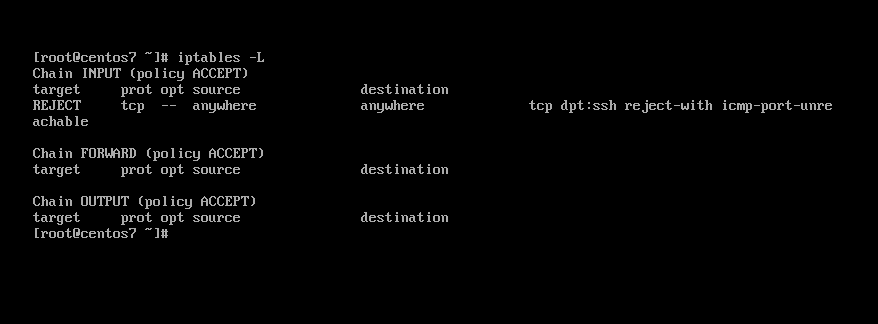 [root@centos7 ~]# iptables -L
Chain INPUT (policy ACCEPT)
target     prot opt source               destination
REJECT     tcp  --  anywhere             anywhere             tcp dpt:ssh reject-with icmp-port-unre
achable

Chain FORWARD (policy ACCEPT)
target     prot opt source               destination

Chain OUTPUT (policy ACCEPT)
target     prot opt source               destination
[root@centos7 ~]#